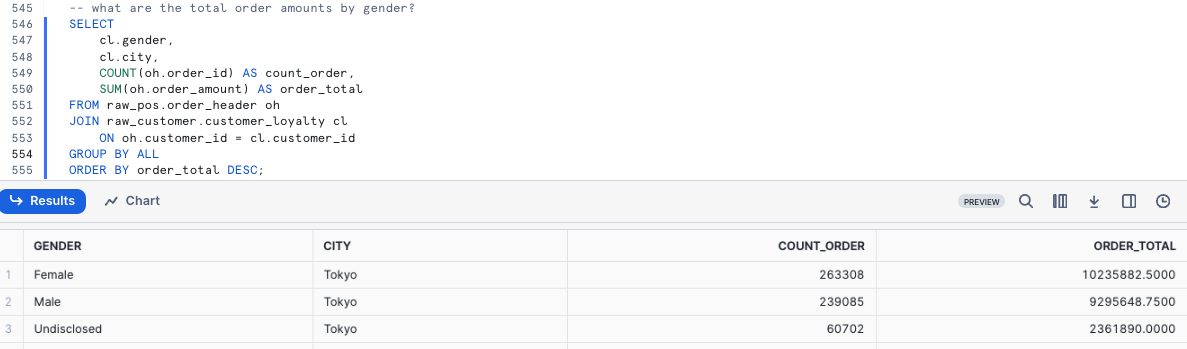 545 -- what are the total order amounts by gender?
546 SELECT
547 cl.gender,
548 cl.city,
549 COUNT(oh.order_id) AS count_order,
550 SUM(oh.order_amount) AS order_total
551 FROM raw_pos.order_header oh
552 JOIN raw_customer.customer_loyalty cl
553 ON oh.customer_id = cl.customer_id
554 GROUP BY ALL
555 ORDER BY order_total DESC;
Results Chart PREVIEW
GENDER CITY COUNT_ORDER ORDER_TOTAL
1 Female Tokyo 263308 10235882.5000
2 Male Tokyo 239085 9295648.7500
3 Undisclosed Tokyo 60702 2361890.0000